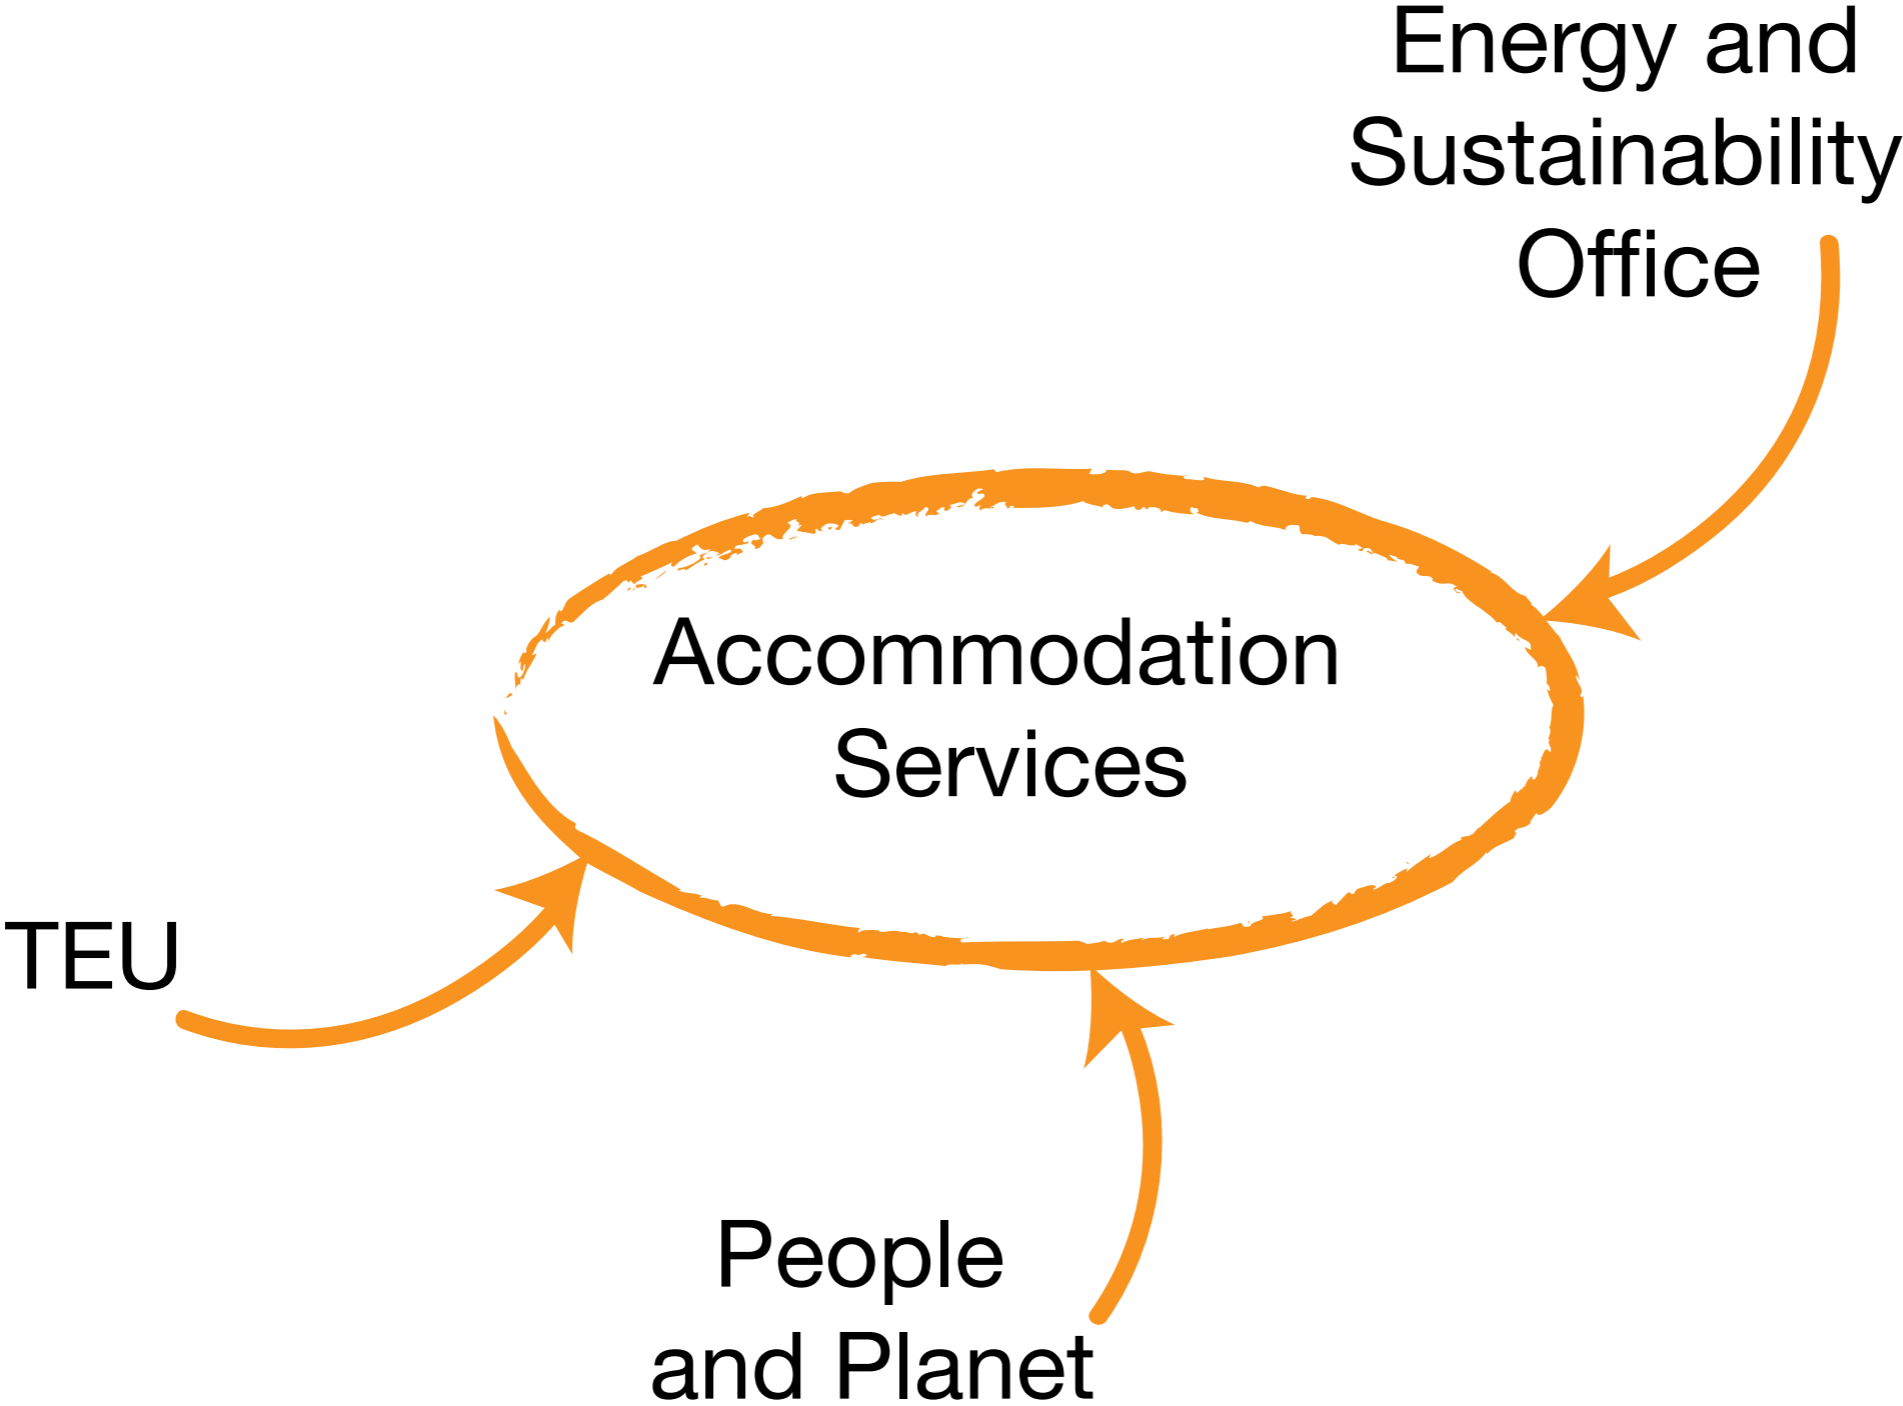 Energy and
Sustainability
Office
Accommodation
Services
TEU
People
and Planet